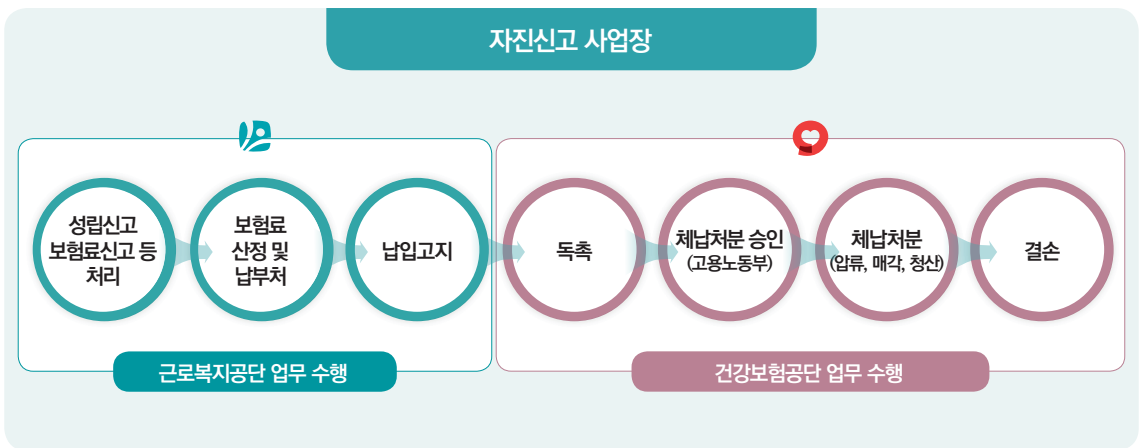 자진신고 사업장
성립신고
보험료신고 등
처리
보험료
산정 및
납부처
납입고지
독촉
체납처분 승인
(고용노동부)
체납처분
(압류, 매각, 청산)
결손
근로복지공단 업무 수행
건강보험공단 업무 수행